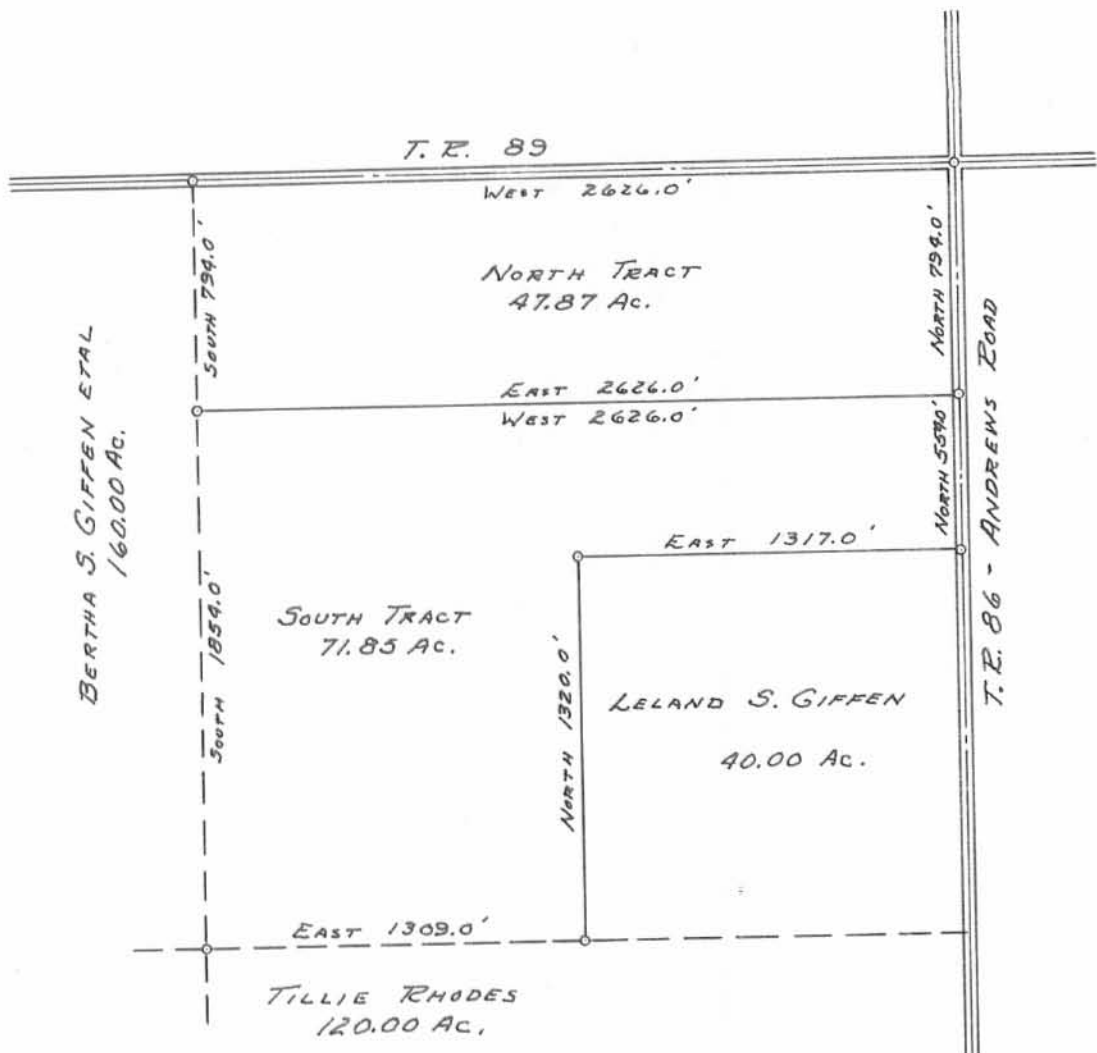 T. R. 89
WEST 2626.0'
SOUTH 794.0'
NORTH TRACT
47.87 Ac.
NORTH 794.0'
EAST 2626.0'
WEST 2626.0'
BERTHA S. GIFFEN ETAL
160.00 Ac.
NORTH 534.0'
T.R. 86 - ANDREWS ROAD
EAST 1317.0'
SOUTH 1854.0'
SOUTH TRACT
71.85 Ac.
NORTH 1320.0'
LELAND S. GIFFEN
40.00 Ac.
EAST 1309.0'
TILLIE RHODES
120.00 Ac.